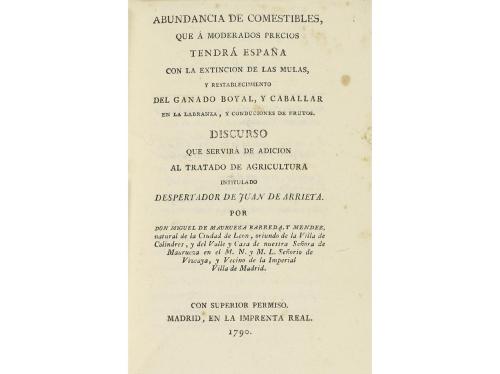 ABUNDANCIA DE COMESTIBLES,
QUE Á MODERADOS PRECIOS
TENDRÁ ESPAÑA
CON LA EXTINCION DE LAS MULAS,
Y RESTABLECIMIENTO
DEL GANADO BOYAL, Y CABALLAR
EN LA LABRANZA, Y CONDUCIONES DE FRUTOS.
DISCURSO
QUE SERVIRÁ DE ADICION
AL TRATADO DE AGRICULTURA
INTITULADO
DESPERTADOR DE JUAN DE ARRIETA.
POR
DON MIGUEL DE MAURUEZA BARREDA, Y MENDEZ,
natural de la Ciudad de Leon, oriundo de la Villa de
Colindres, y del Valle y Casa de nuestra Señora de
Maurueza en el M. N. y M. L. Señorío de
Vizcaya, y Vecino de la Imperial
Villa de Madrid.
CON SUPERIOR PERMISO.
MADRID, EN LA IMPRENTA REAL.
1790.